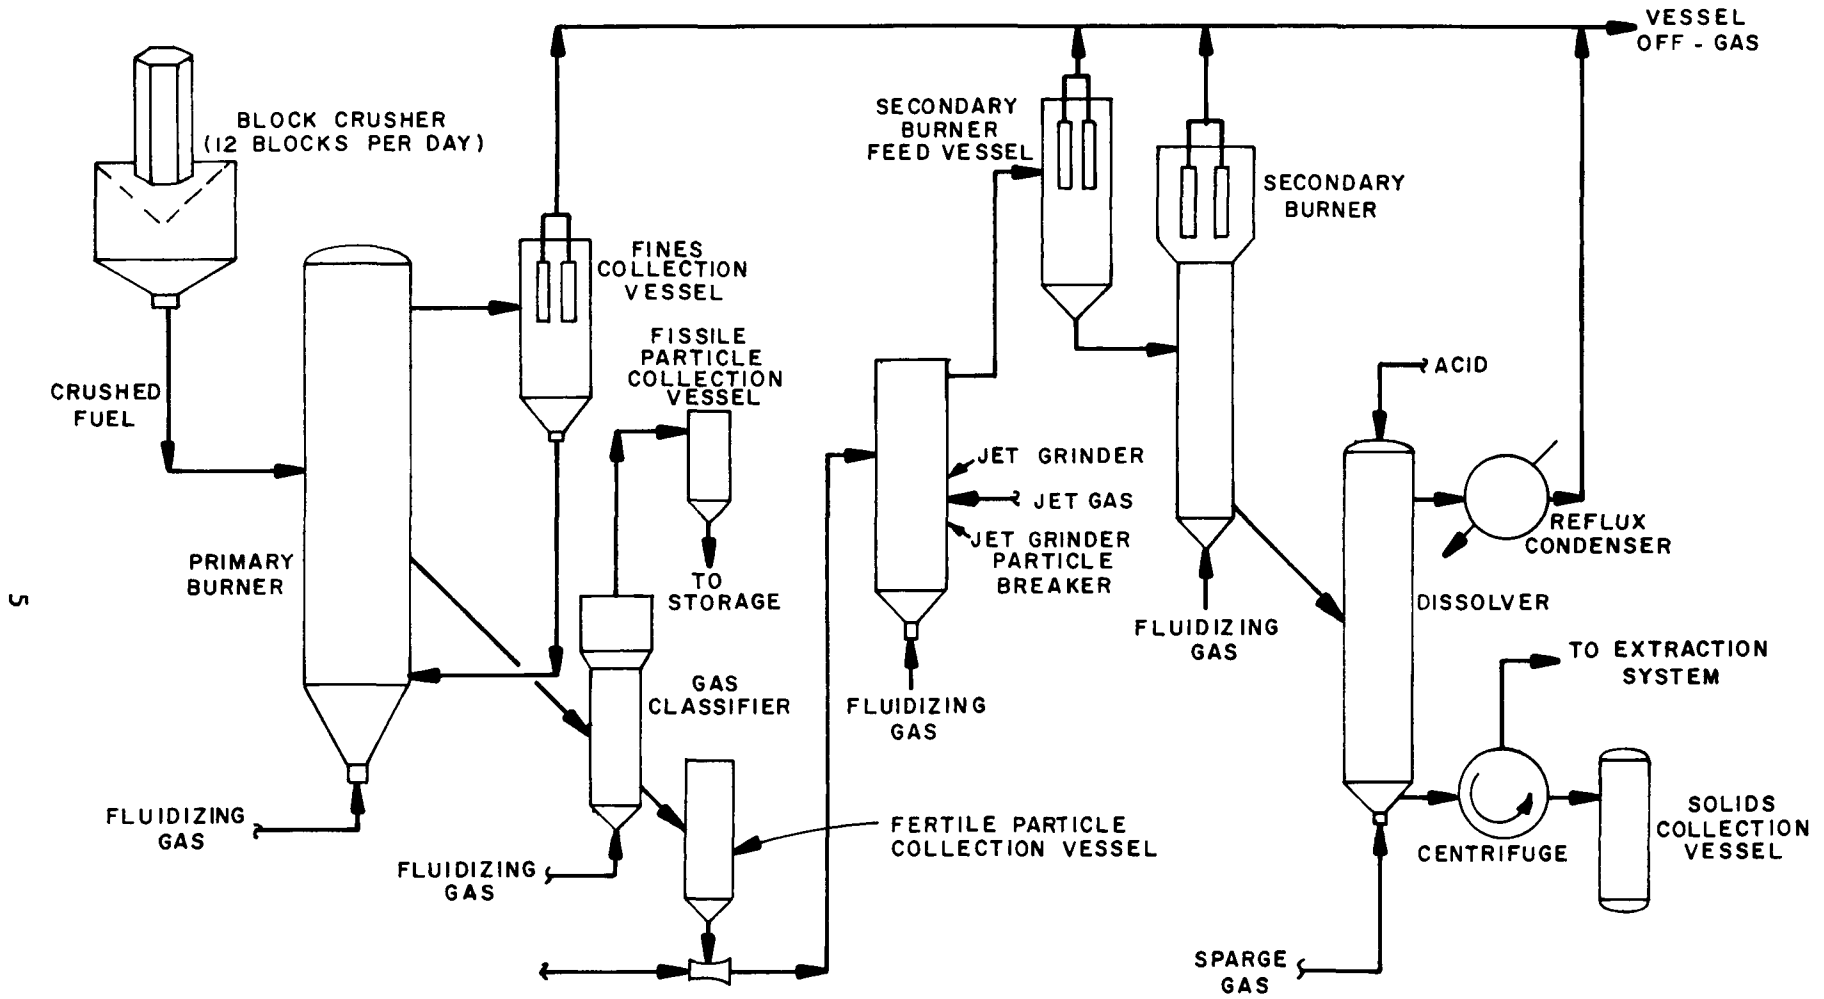 VESSEL
OFF - GAS
BLOCK CRUSHER
(12 BLOCKS PER DAY)
SECONDARY
BURNER
FEED VESSEL
SECONDARY
BURNER
FINES
COLLECTION
VESSEL
FISSILE
PARTICLE
COLLECTION
VESSEL
CRUSHED
FUEL
ACID
JET GRINDER
JET GAS
JET GRINDER
PARTICLE
BREAKER
REFLUX
CONDENSER
PRIMARY
BURNER
TO
STORAGE
DISSOLVER
5
FLUIDIZING
GAS
TO EXTRACTION
SYSTEM
GAS
CLASSIFIER
FLUIDIZING
GAS
FLUIDIZING
GAS
FERTILE PARTICLE
COLLECTION VESSEL
SOLIDS
COLLECTION
VESSEL
CENTRIFUGE
FLUIDIZING
GAS
SPARGE
GAS